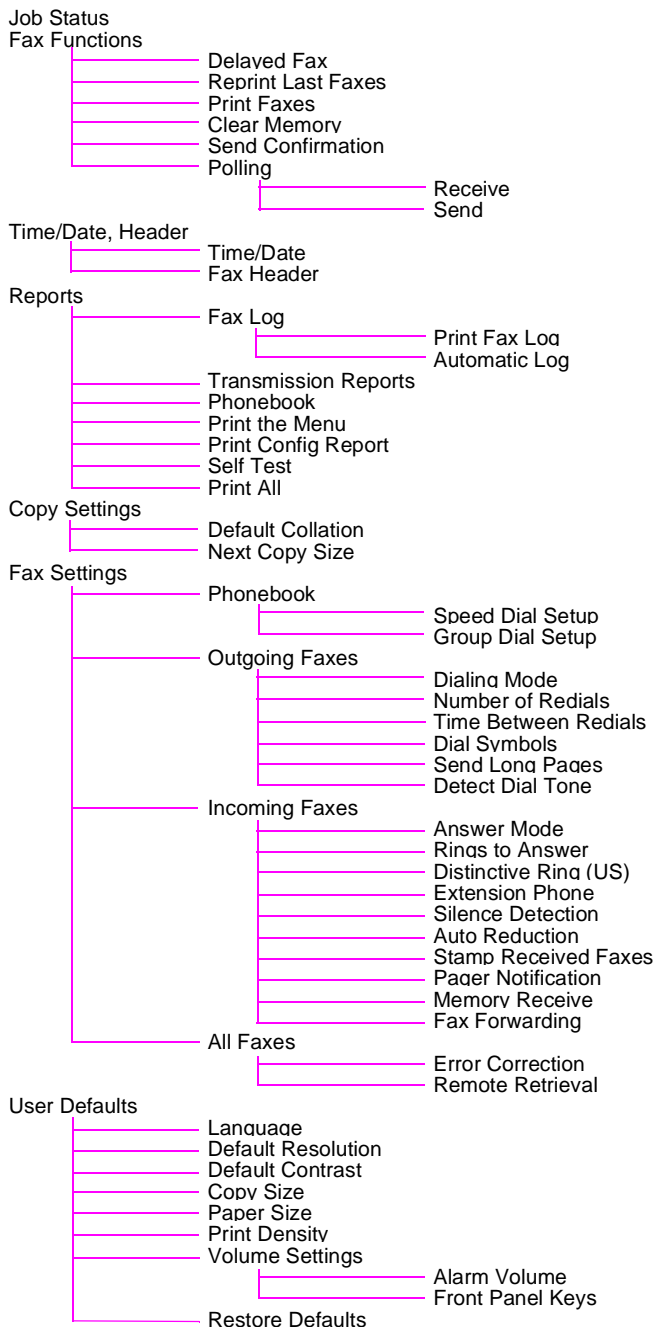 Job Status
Fax Functions
Delayed Fax
Reprint Last Faxes
Print Faxes
Clear Memory
Send Confirmation
Polling
Receive
Send
Time/Date, Header
Time/Date
Fax Header
Reports
Fax Log
Print Fax Log
Automatic Log
Transmission Reports
Phonebook
Print the Menu
Print Config Report
Self Test
Print All
Copy Settings
Default Collation
Next Copy Size
Fax Settings
Phonebook
Speed Dial Setup
Group Dial Setup
Outgoing Faxes
Dialing Mode
Number of Redials
Time Between Redials
Dial Symbols
Send Long Pages
Detect Dial Tone
Incoming Faxes
Answer Mode
Rings to Answer
Distinctive Ring (US)
Extension Phone
Silence Detection
Auto Reduction
Stamp Received Faxes
Pager Notification
Memory Receive
Fax Forwarding
All Faxes
Error Correction
Remote Retrieval
User Defaults
Language
Default Resolution
Default Contrast
Copy Size
Paper Size
Print Density
Volume Settings
Alarm Volume
Front Panel Keys
Restore Defaults